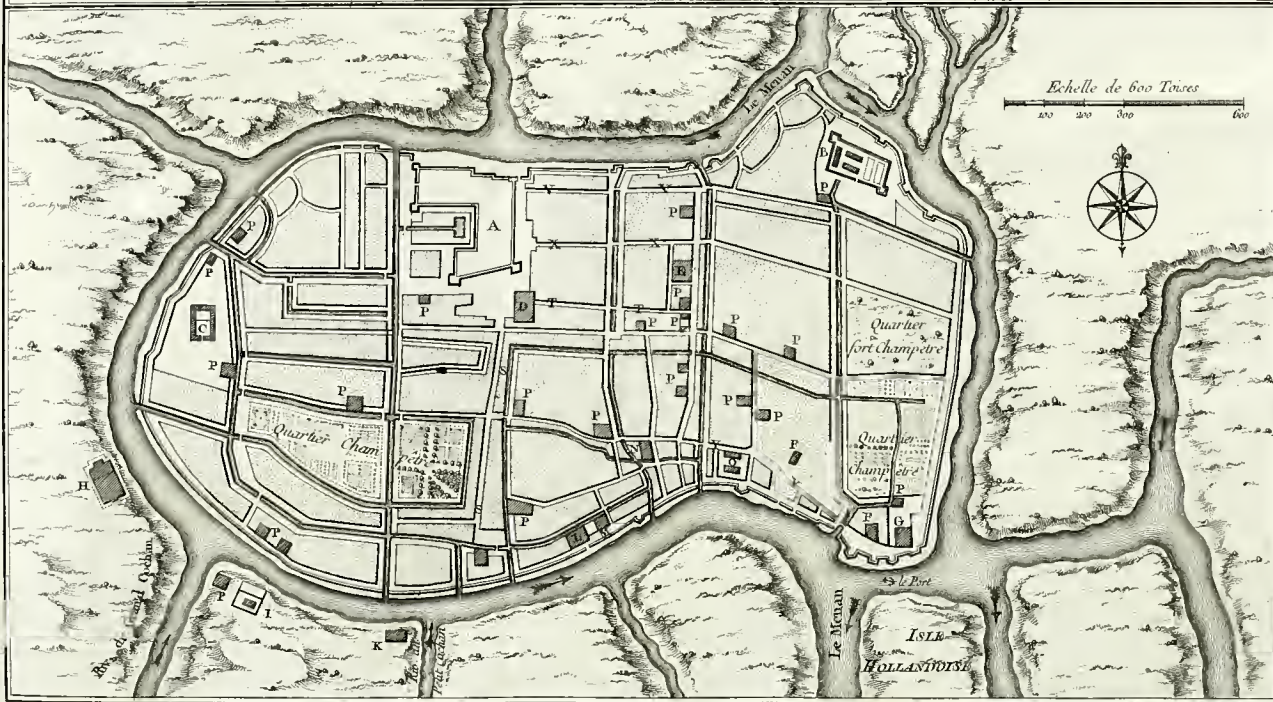 Le Menan
Echelle de 600 Toises
100 200 300 600
B
P
P
P
A
V
V
P
X
X
E
P
C
D
T
T
P
P
P
P
P
Quartier
fort Champêtre
P
P
S
P
P
P
P
P
P
Quartier Cham
pêtre
F
Quartier
Champêtre
H
P
P
P
P
G
L
le Port
P
I
K
Le Menan
ISLE
HOLLANDOISE